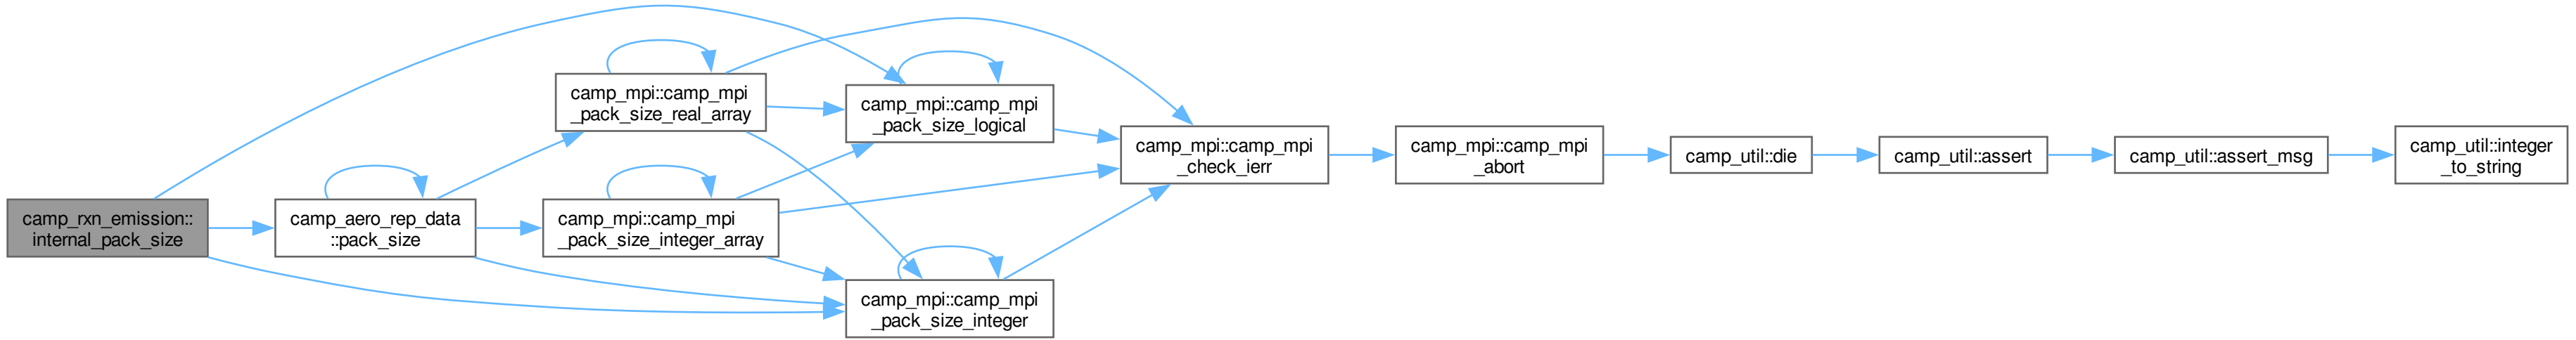 camp_rxn_emission::
internal_pack_size
camp_aero_rep_data
::pack_size
camp_mpi::camp_mpi
_pack_size_real_array
camp_mpi::camp_mpi
_pack_size_integer_array
camp_mpi::camp_mpi
_pack_size_logical
camp_mpi::camp_mpi
_pack_size_integer
camp_mpi::camp_mpi
_check_ierr
camp_mpi::camp_mpi
_abort
camp_util::die
camp_util::assert
camp_util::assert_msg
camp_util::integer
_to_string